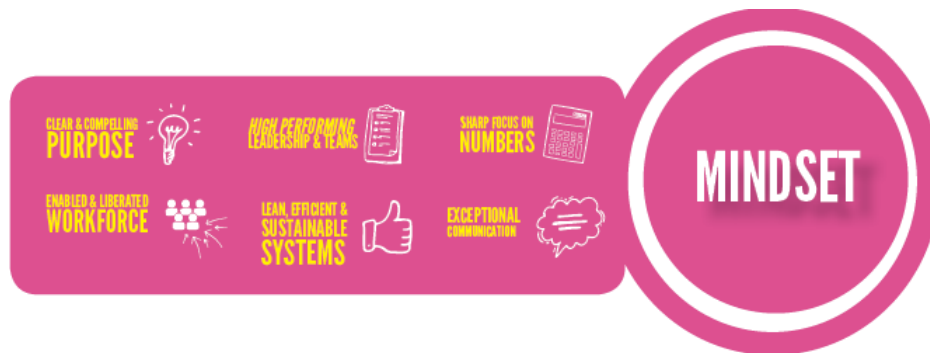 CLEAR & COMPELLING
PURPOSE
HIGH PERFORMING
LEADERSHIP & TEAMS
SHARP FOCUS ON
NUMBERS
ENABLED & LIBERATED
WORKFORCE
LEAN, EFFICIENT &
SUSTAINABLE
SYSTEMS
EXCEPTIONAL
COMMUNICATION
MINDSET